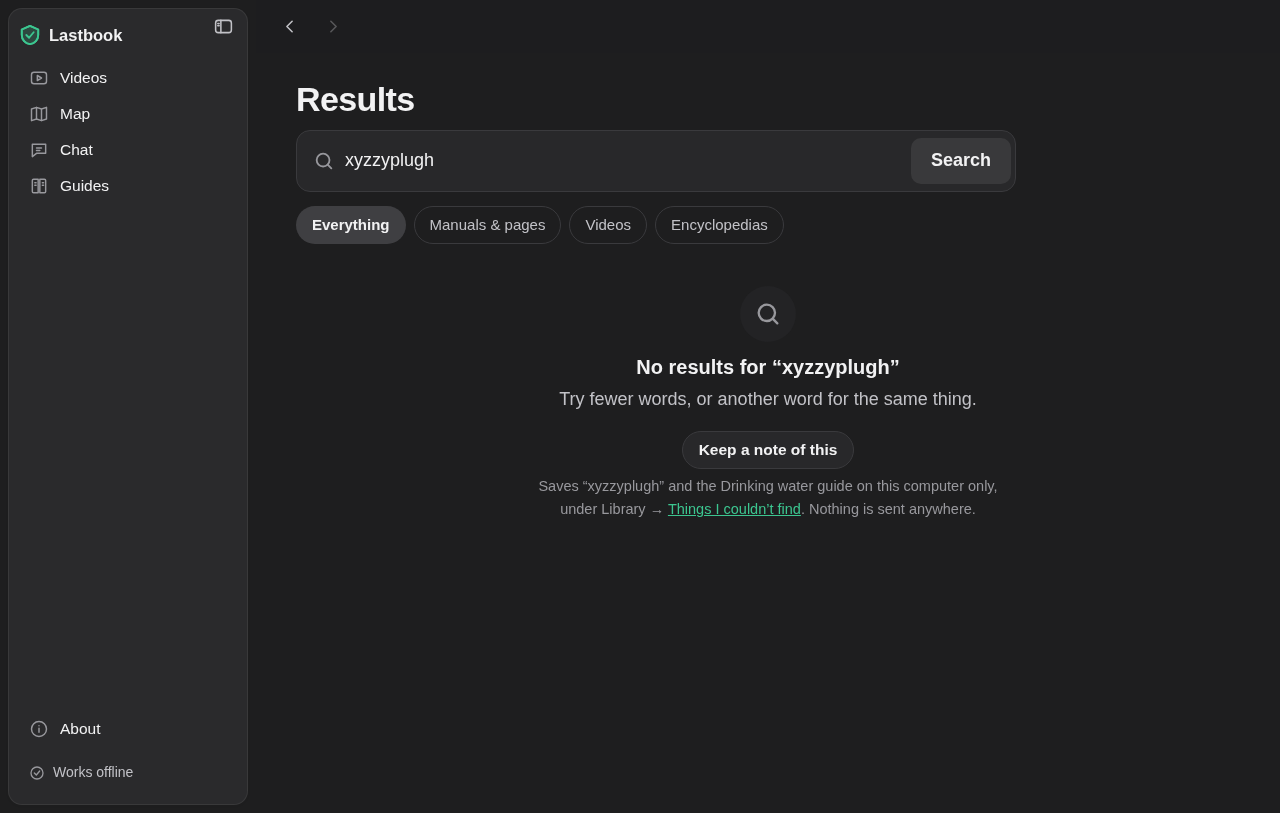 Lastbook
Videos
Map
Chat
Guides
About
Works offline
Results
xyzzyplugh
Search
Everything
Manuals & pages
Videos
Encyclopedias
No results for “xyzzyplugh”
Try fewer words, or another word for the same thing.
Keep a note of this
Saves “xyzzyplugh” and the Drinking water guide on this computer only,
under Library → Things I couldn’t find. Nothing is sent anywhere.